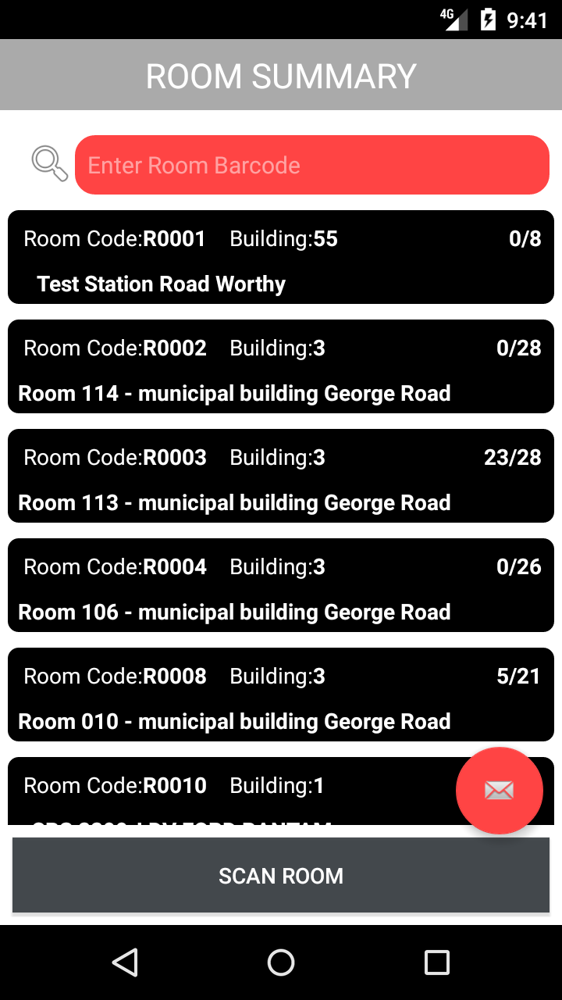 4G 9:41
ROOM SUMMARY
Enter Room Barcode
Room Code:R0001 Building:55 0/8
Test Station Road Worthy
Room Code:R0002 Building:3 0/28
Room 114 - municipal building George Road
Room Code:R0003 Building:3 23/28
Room 113 - municipal building George Road
Room Code:R0004 Building:3 0/26
Room 106 - municipal building George Road
Room Code:R0008 Building:3 5/21
Room 010 - municipal building George Road
Room Code:R0010 Building:1
SCAN ROOM